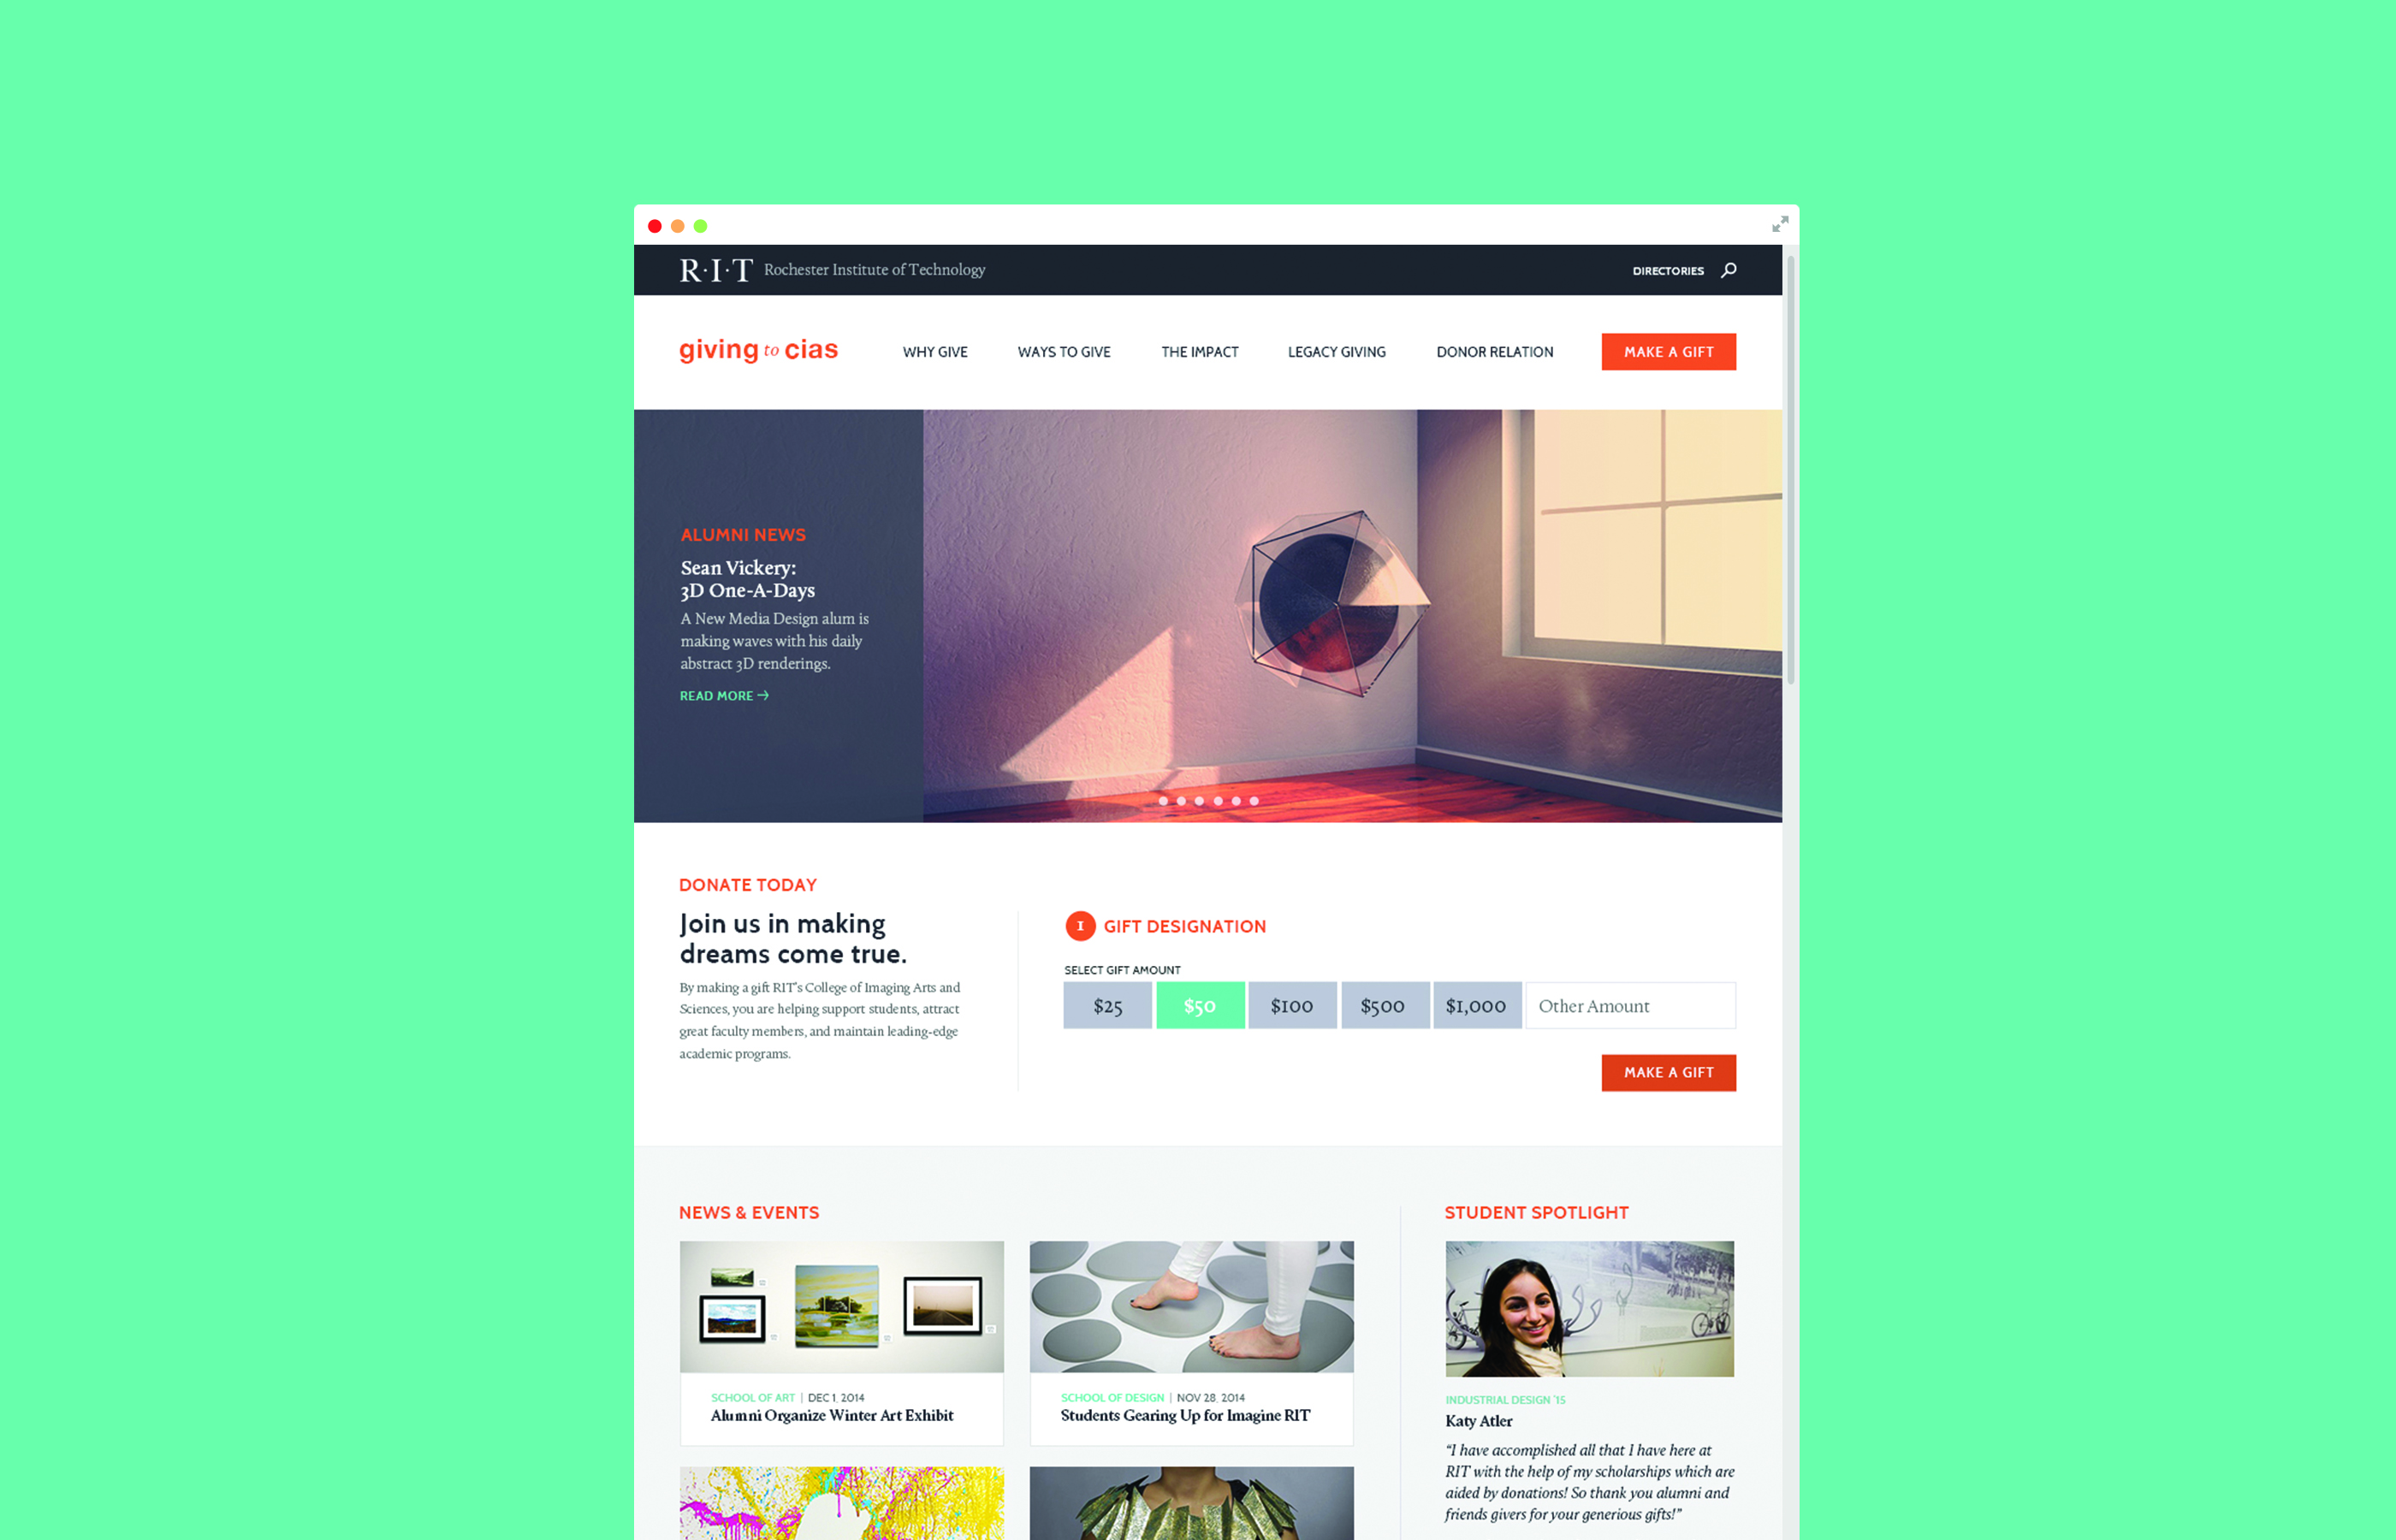 R·I·T Rochester Institute of Technology
DIRECTORIES
giving to cias
WHY GIVE
WAYS TO GIVE
THE IMPACT
LEGACY GIVING
DONOR RELATION
MAKE A GIFT
ALUMNI NEWS
Sean Vickery:
3D One-A-Days
A New Media Design alum is
making waves with his daily
abstract 3D renderings.
READ MORE →
DONATE TODAY
Join us in making
dreams come true.
By making a gift RIT's College of Imaging Arts and
Sciences, you are helping support students, attract
great faculty members, and maintain leading-edge
academic programs.
1 GIFT DESIGNATION
SELECT GIFT AMOUNT
$25
$50
$100
$500
$1,000
Other Amount
MAKE A GIFT
NEWS & EVENTS
SCHOOL OF ART | DEC 1, 2014
Alumni Organize Winter Art Exhibit
SCHOOL OF DESIGN | NOV 28, 2014
Students Gearing Up for Imagine RIT
STUDENT SPOTLIGHT
INDUSTRIAL DESIGN '15
Katy Atler
"I have accomplished all that I have here at
RIT with the help of my scholarships which are
aided by donations! So thank you alumni and
friends givers for your generious gifts!"